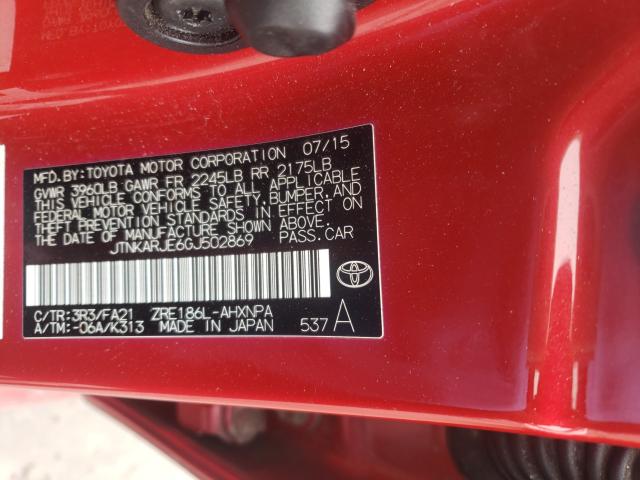 MFD.BY:TOYOTA MOTOR CORPORATION 07/15
GVWR 3960LB GAWR FR 2245LB RR 2175LB
THIS VEHICLE CONFORMS TO ALL APPLICABLE
FEDERAL MOTOR VEHICLE SAFETY,BUMPER,AND
THEFT PREVENTION STANDARDS IN EFFECT ON
THE DATE OF MANUFACTURE SHOWN ABOVE.
JTNKARJE6GJ502869 PASS.CAR
C/TR:3R3/FA21 ZRE186L-AHXNPA
A/TM:-06A/K313 MADE IN JAPAN 537 A